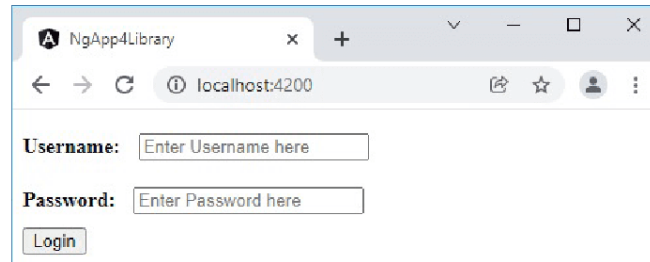 NgApp4Library
localhost:4200
Username: Enter Username here
Password: Enter Password here
Login